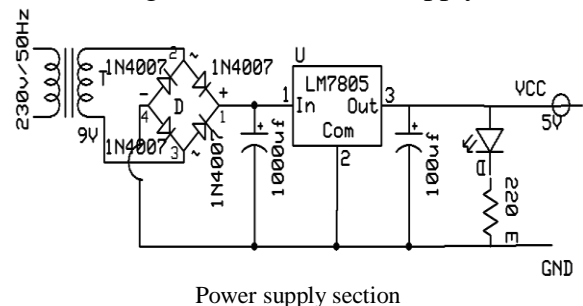 230v/50Hz
T
9V
1N4007
1N4007
1N4007
1N4007
2
~
-
4
D
+
1
3
~
1000uf
+
U
LM7805
1
In
Out
3
Com
2
+
100uf
VCC
5V
D
220 E
GND
Power supply section